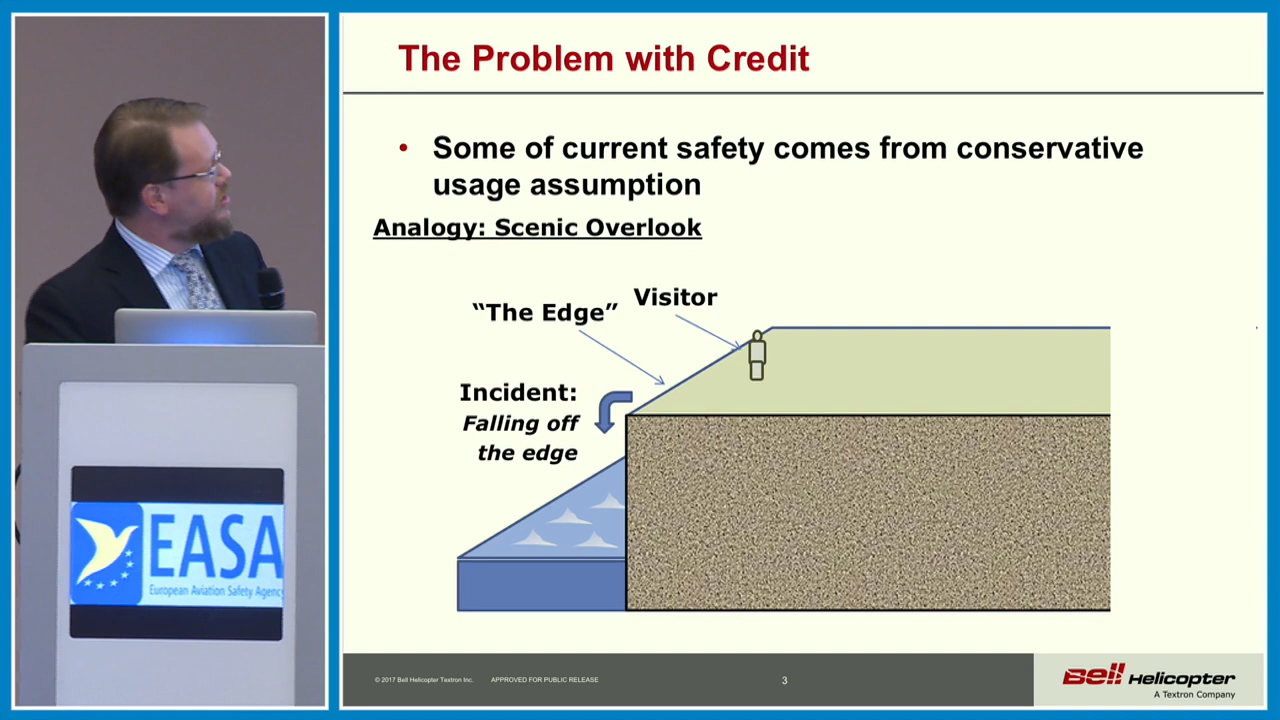 The Problem with Credit
• Some of current safety comes from conservative
usage assumption
Analogy: Scenic Overlook
“The Edge”
Visitor
Incident:
Falling off
the edge
EASA
European Aviation Safety Agency
© 2017 Bell Helicopter Textron Inc.
APPROVED FOR PUBLIC RELEASE
3
Bell Helicopter
A Textron Company